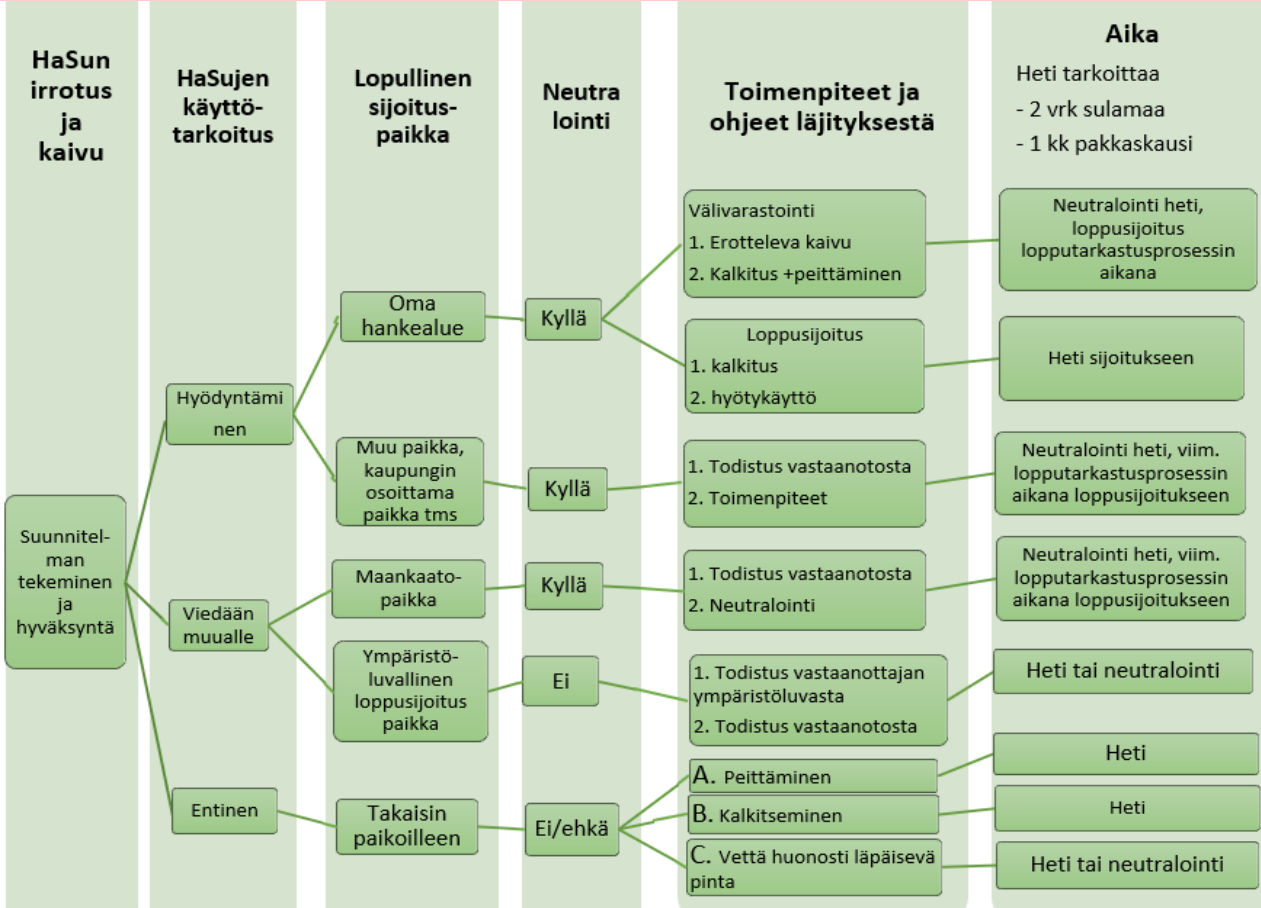 HaSun
irrotus
ja
kaivu
HaSujen
käyttö-
tarkoitus
Lopullinen
sijoitus-
paikka
Neutra
lointi
Toimenpiteet ja
ohjeet läjityksestä
Aika
Heti tarkoittaa
- 2 vrk sulamaa
- 1 kk pakkaskausi
Suunnitel-
man
tekeminen
ja
hyväksyntä
Hyödyntämi
nen
Oma
hankealue
Kyllä
Välivarastointi
1. Erotteleva kaivu
2. Kalkitus +peittäminen
Neutralointi heti,
loppusijoitus
lopputarkastusprosessin
aikana
Loppusijoitus
1. kalkitus
2. hyötykäyttö
Heti sijoitukseen
Muu paikka,
kaupungin
osoittama
paikka tms
Kyllä
1. Todistus vastaanotosta
2. Toimenpiteet
Neutralointi heti, viim.
lopputarkastusprosessin
aikana loppusijoitukseen
Viedään
muualle
Maankaato-
paikka
Kyllä
1. Todistus vastaanotosta
2. Neutralointi
Neutralointi heti, viim.
lopputarkastusprosessin
aikana loppusijoitukseen
Ympäristö-
luvallinen
loppusijoitus
paikka
Ei
1. Todistus vastaanottajan
ympäristöluvasta
2. Todistus vastaanotosta
Heti tai neutralointi
Entinen
Takaisin
paikoilleen
Ei/ehkä
A. Peittäminen
Heti
B. Kalkitseminen
Heti
C. Vettä huonosti läpäisevä
pinta
Heti tai neutralointi